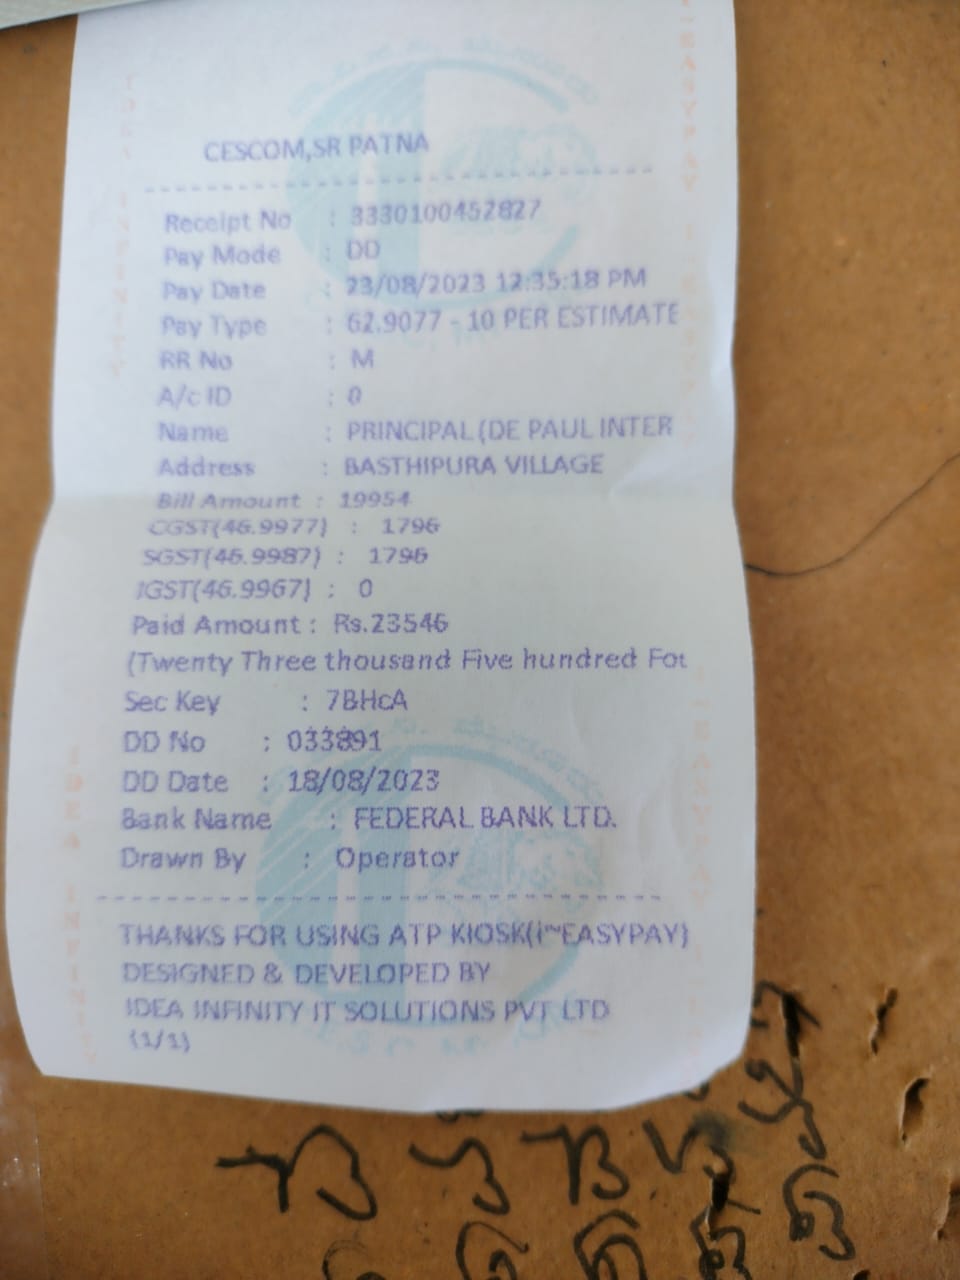 CESCOM,SR PATNA
Receipt No : 3330100452827
Pay Mode : DD
Pay Date : 23/08/2023 12:35:18 PM
Pay Type : 62.9077 - 10 PER ESTIMATE
RR No : M
A/c ID : 0
Name : PRINCIPAL(DE PAUL INTER
Address : BASTHIPURA VILLAGE
Bill Amount : 19954
CGST(46.9977) : 1796
SGST(46.9987) : 1796
IGST(46.9967) : 0
Paid Amount : Rs.23546
(Twenty Three thousand Five hundred Fo
Sec Key : 7BHcA
DD No : 033891
DD Date : 18/08/2023
Bank Name : FEDERAL BANK LTD.
Drawn By : Operator
THANKS FOR USING ATP KIOSK(i~EASYPAY)
DESIGNED & DEVELOPED BY
IDEA INFINITY IT SOLUTIONS PVT LTD
(1/1)